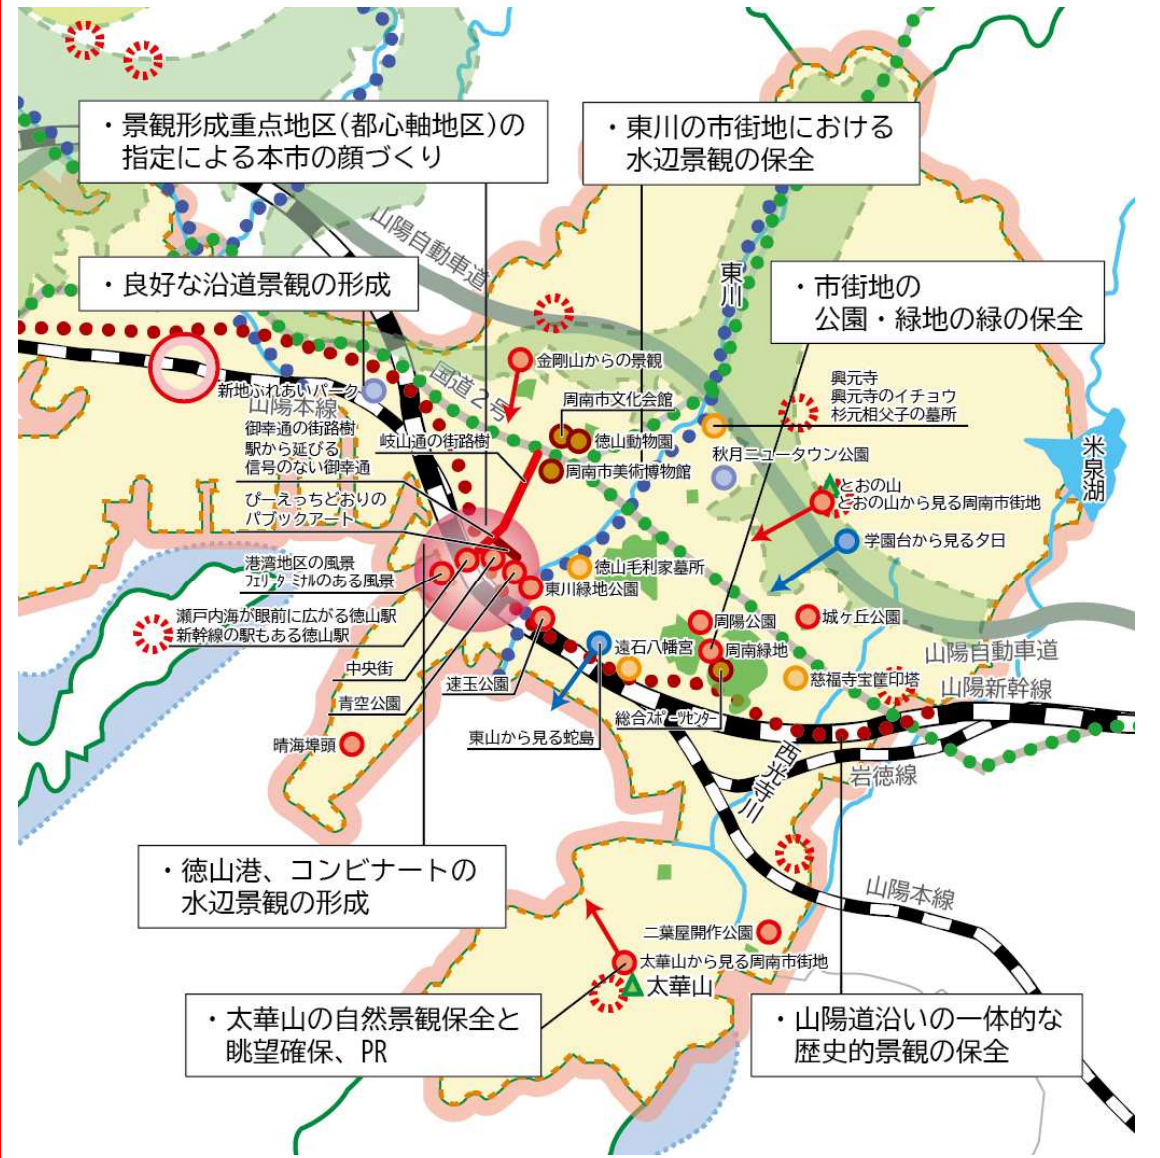 ・景観形成重点地区(都心軸地区)の
指定による本市の顔づくり
・東川の市街地における
水辺景観の保全
山陽自動車道
・良好な沿道景観の形成
東川
・市街地の
公園・緑地の緑の保全
金剛山からの景観
国道2号
新地ふれあいパーク
山陽本線
周南市文化会館
興元寺
興元寺のイチョウ
杉元相父子の墓所
御幸通の街路樹
駅から延びる
信号のない御幸通
岐山通の街路樹
徳山動物園
周南市美術博物館
秋月ニュータウン公園
米泉湖
とおの山
とおの山から見る周南市街地
ぴーえっちどおりの
パブックアート
学園台から見る夕日
港湾地区の風景
フェリーターミナルのある風景
徳山毛利家墓所
東川緑地公園
瀬戸内海が眼前に広がる徳山駅
新幹線の駅もある徳山駅
周陽公園
城ヶ丘公園
遠石八幡宮
周南緑地
山陽自動車道
中央街
速玉公園
慈福寺宝篋印塔
山陽新幹線
青空公園
総合スポーツセンター
晴海埠頭
東山から見る蛇島
西光寺川
岩徳線
・徳山港、コンビナートの
水辺景観の形成
山陽本線
二葉屋開作公園
太華山から見る周南市街地
太華山
・太華山の自然景観保全と
眺望確保、PR
・山陽道沿いの一体的な
歴史的景観の保全